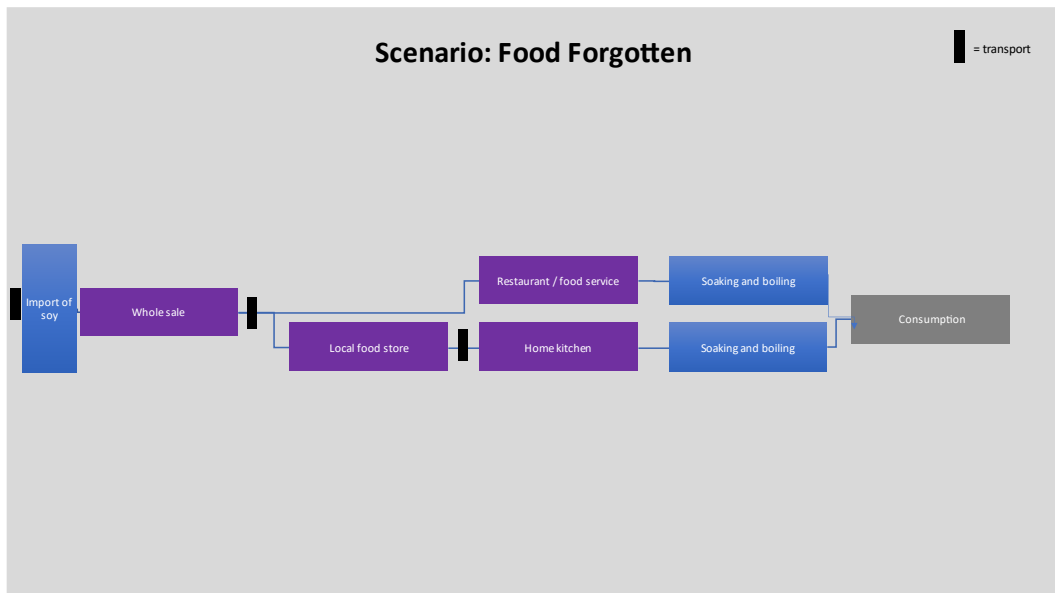 Scenario: Food Forgotten
= transport
Import of
soy
Whole sale
Local food store
Restaurant / food service
Home kitchen
Soaking and boiling
Soaking and boiling
Consumption